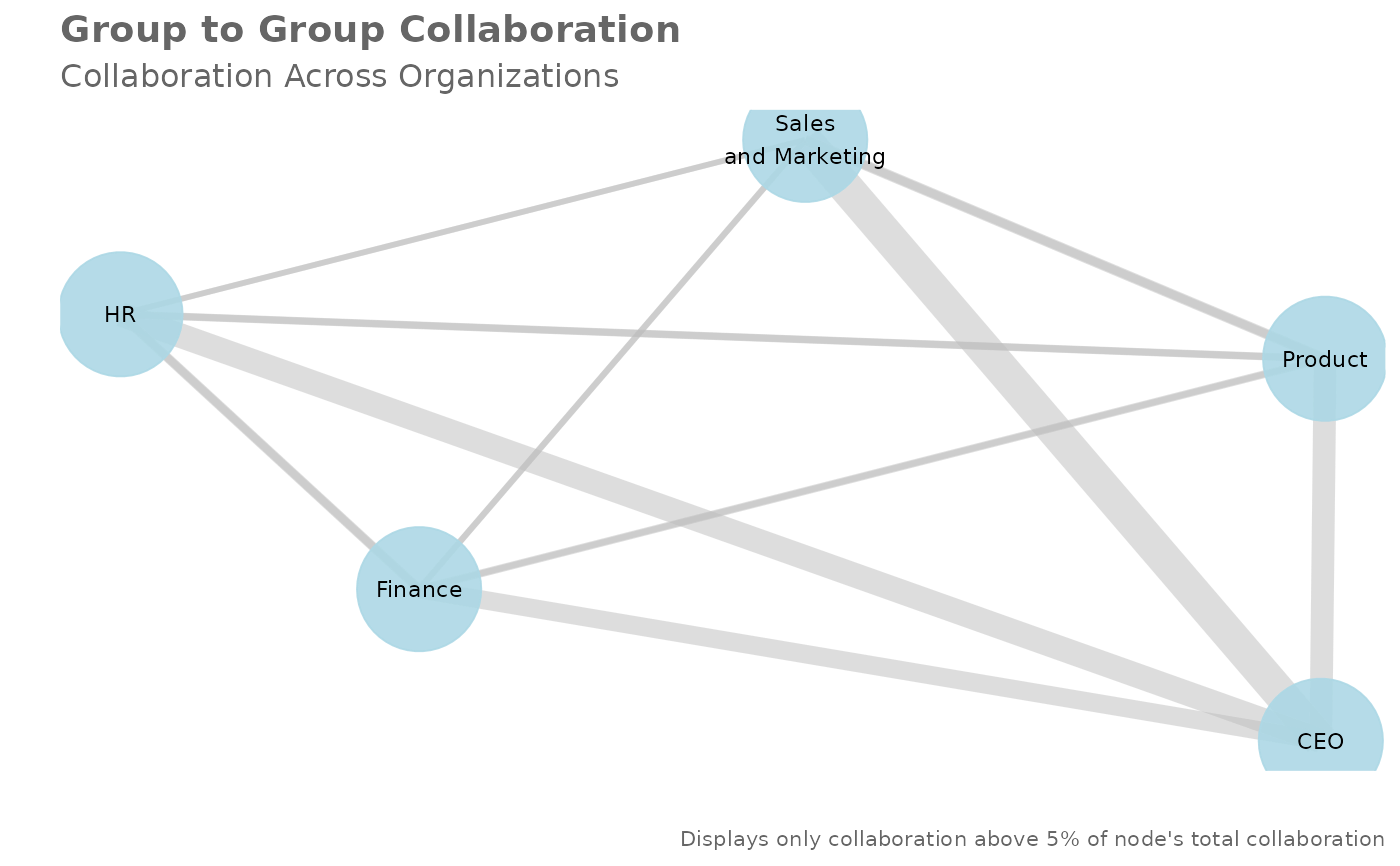 Group to Group Collaboration
Collaboration Across Organizations
Sales
and Marketing
HR
Product
Finance
CEO
Displays only collaboration above 5% of node's total collaboration